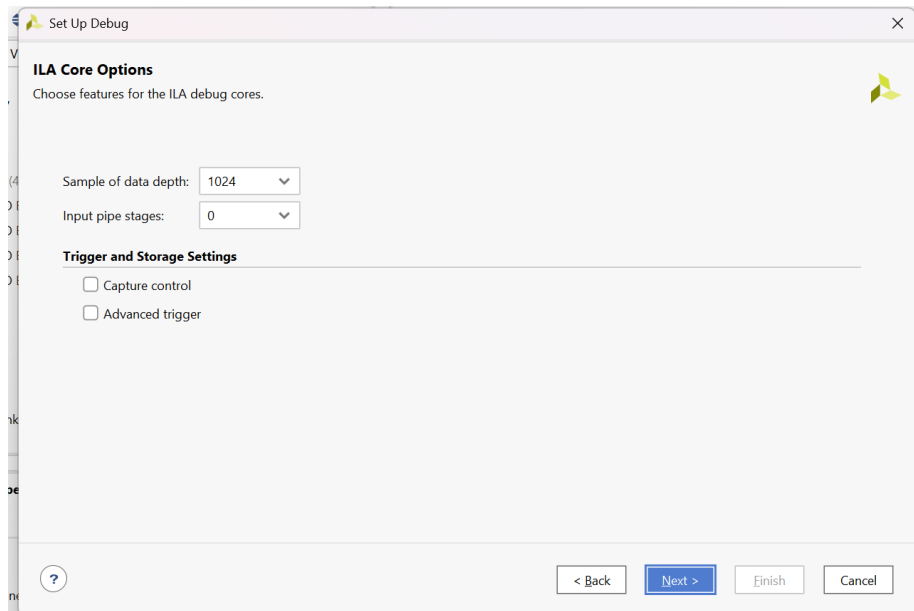 Set Up Debug
ILA Core Options
Choose features for the ILA debug cores.
Sample of data depth: 1024
Input pipe stages: 0
Trigger and Storage Settings
Capture control
Advanced trigger
? < Back Next > Finish Cancel